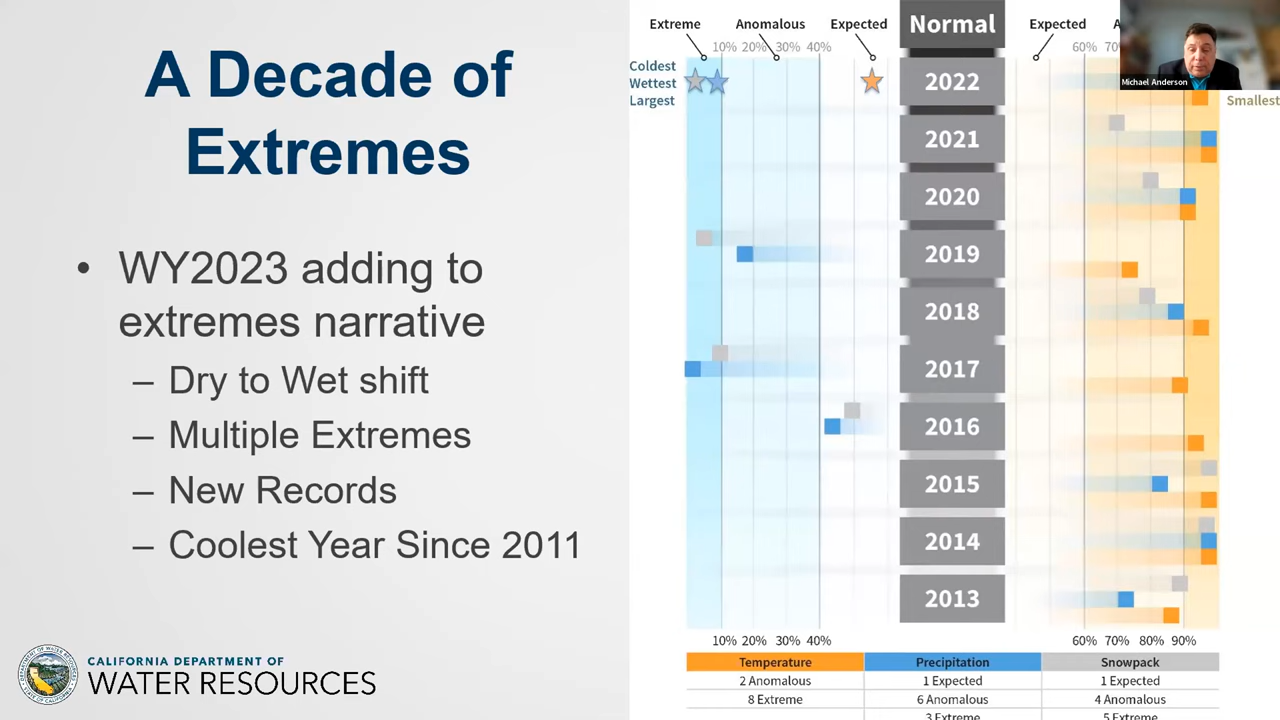 A Decade of
Extremes
• WY2023 adding to
extremes narrative
– Dry to Wet shift
– Multiple Extremes
– New Records
– Coolest Year Since 2011
CALIFORNIA DEPARTMENT OF
WATER RESOURCES
Extreme Anomalous Expected Normal Expected
10% 20% 30% 40% 60%
Coldest
Wettest
Largest
Smallest
Michael Anderson
2022
2021
2020
2019
2018
2017
2016
2015
2014
2013
10% 20% 30% 40% 60% 70% 80% 90%
Temperature Precipitation Snowpack
2 Anomalous 1 Expected 1 Expected
8 Extreme 6 Anomalous 4 Anomalous
3 Extreme 5 Extreme